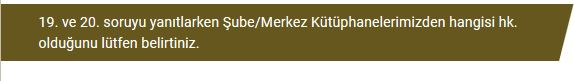 19. ve 20. soruyu yanıtlarken Şube/Merkez Kütüphanelerimizden hangisi hk.
olduğunu lütfen belirtiniz.